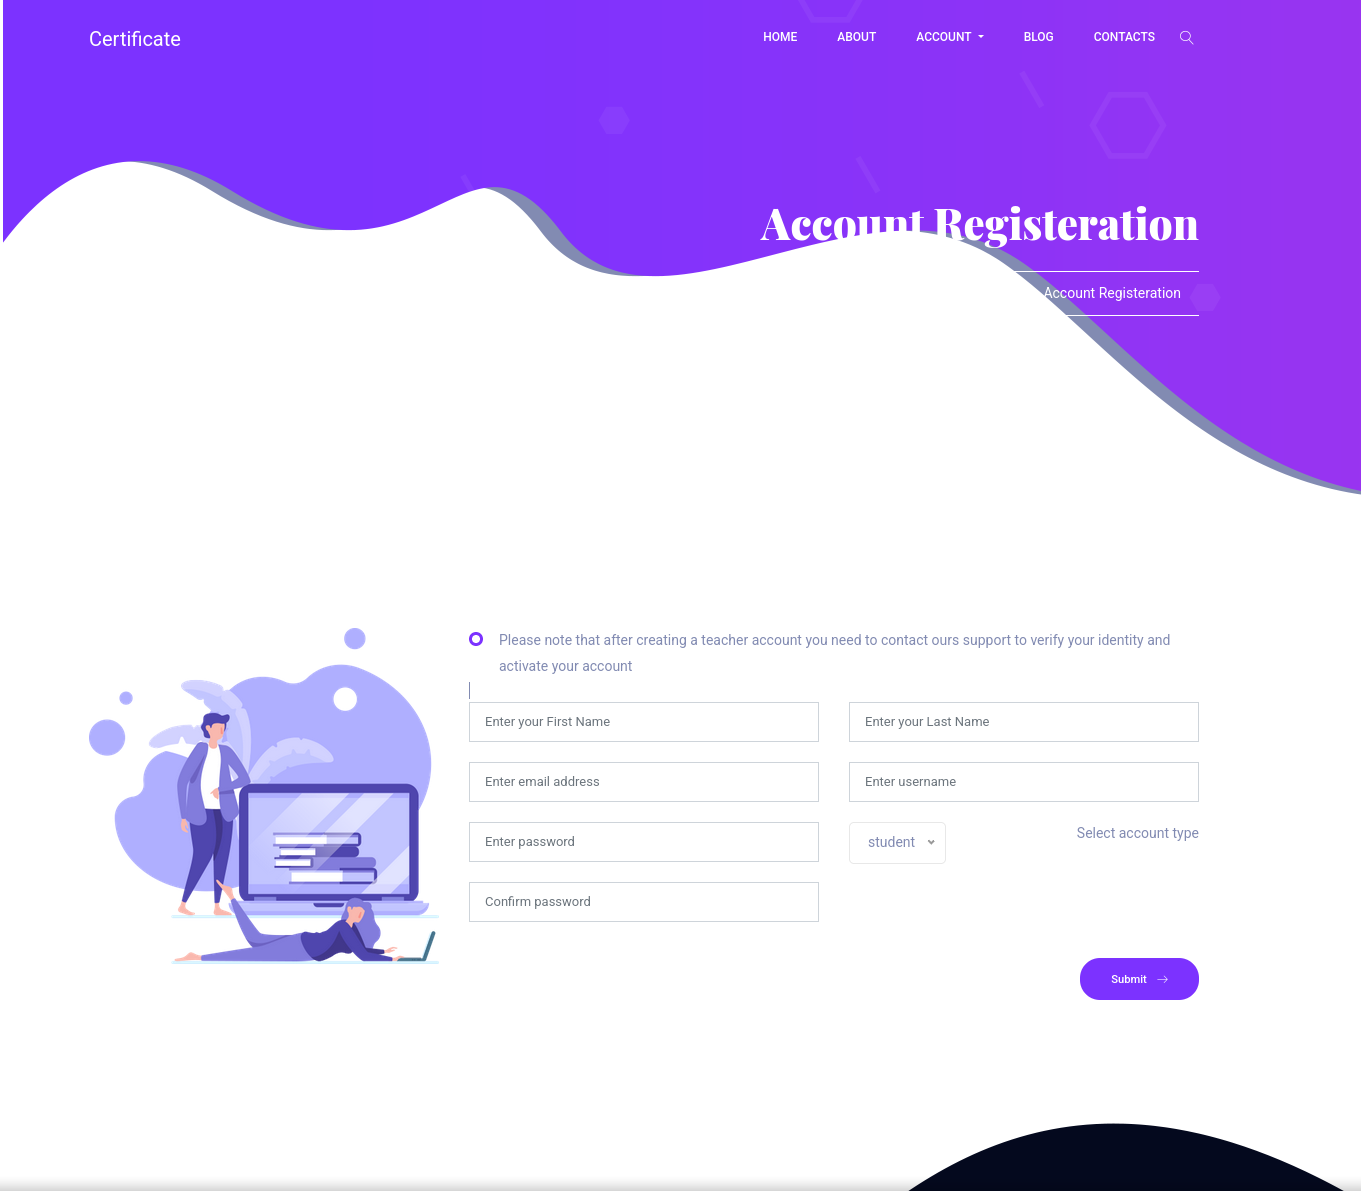 Certificate
HOME
ABOUT
ACCOUNT
BLOG
CONTACTS
Account Registeration
Account Registeration
Please note that after creating a teacher account you need to contact ours support to verify your identity and
activate your account
Enter your First Name
Enter your Last Name
Enter email address
Enter username
Enter password
student
Select account type
Confirm password
Submit